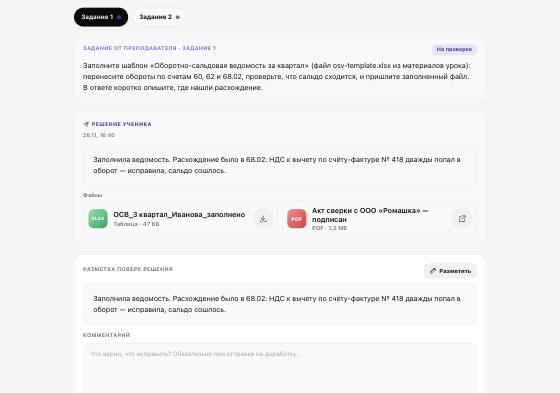 Задание 1
Задание 2
ЗАДАНИЕ ОТ ПРЕПОДАВАТЕЛЯ · ЗАДАНИЕ 1
На проверке
Заполните шаблон «Оборотно-сальдовая ведомость за квартал» (файл osv-template.xlsx из материалов урока):
перенесите обороты по счетам 60, 62 и 68.02, проверьте, что сальдо сходится, и пришлите заполненный файл.
В ответе коротко опишите, где нашли расхождение.
РЕШЕНИЕ УЧЕНИКА
26.11, 16:40
Заполнила ведомость. Расхождение было в 68.02: НДС к вычету по счёту-фактуре № 418 дважды попал в
оборот — исправила, сальдо сошлось.
Файлы
XLSX
ОСВ_3 квартал_Иванова_заполнено
Таблица · 47 КБ
PDF
Акт сверки с ООО «Ромашка» —
подписан
PDF · 1,2 МБ
РАЗМЕТКА ПОВЕРХ РЕШЕНИЯ
Разметить
Заполнила ведомость. Расхождение было в 68.02: НДС к вычету по счёту-фактуре № 418 дважды попал в
оборот — исправила, сальдо сошлось.
КОММЕНТАРИЙ
Что верно, что исправить? Обязательно при отправке на доработку…